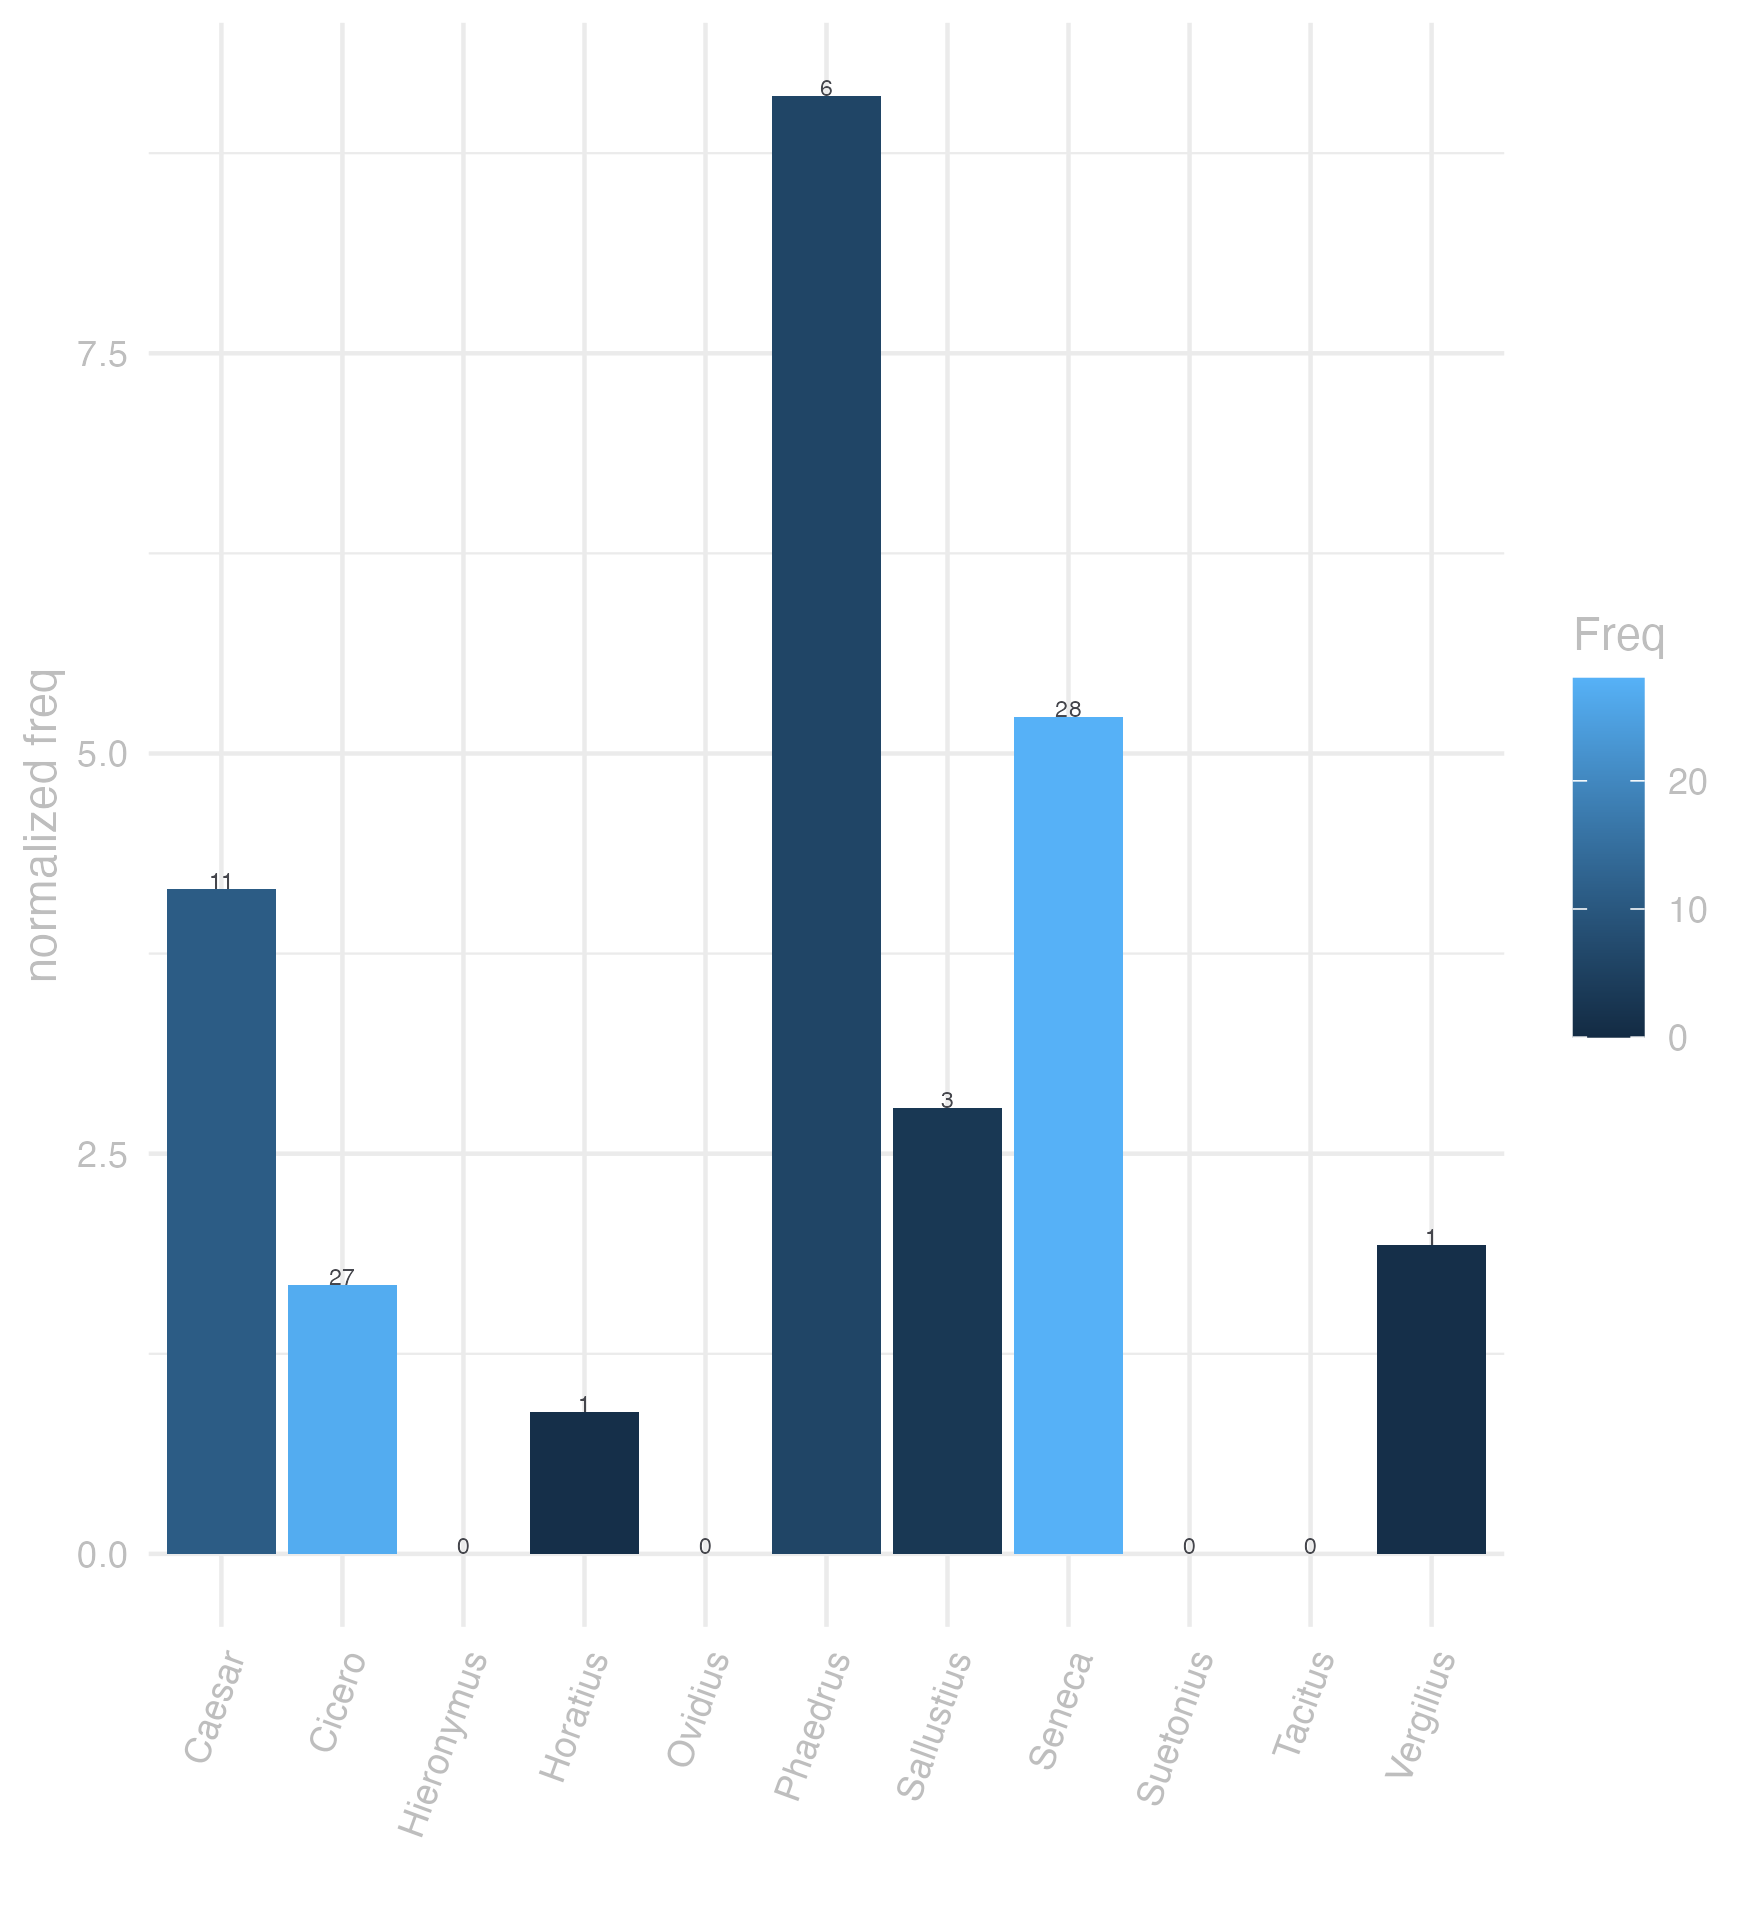 6
7.5
Freq
normalized freq
28
5.0
20
11
10
0
3
2.5
1
27
1
0
0
0
0
0.0
Caesar
Cicero
Hieronymus
Horatius
Ovidius
Phaedrus
Sallustius
Seneca
Suetonius
Tacitus
Vergilius